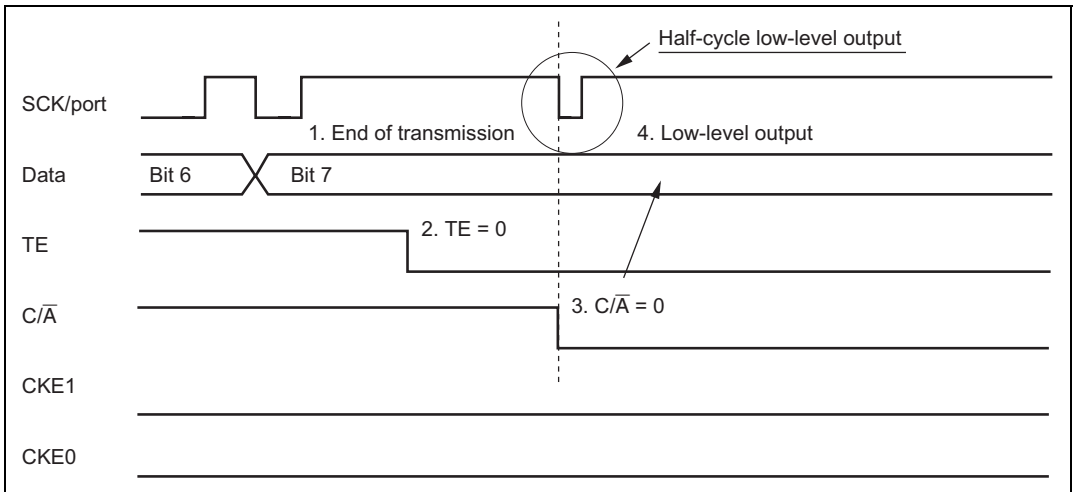 Half-cycle low-level output
SCK/port
1. End of transmission
4. Low-level output
Data
Bit 6
Bit 7
TE
2. TE = 0
C/A̅
3. C/A̅ = 0
CKE1
CKE0